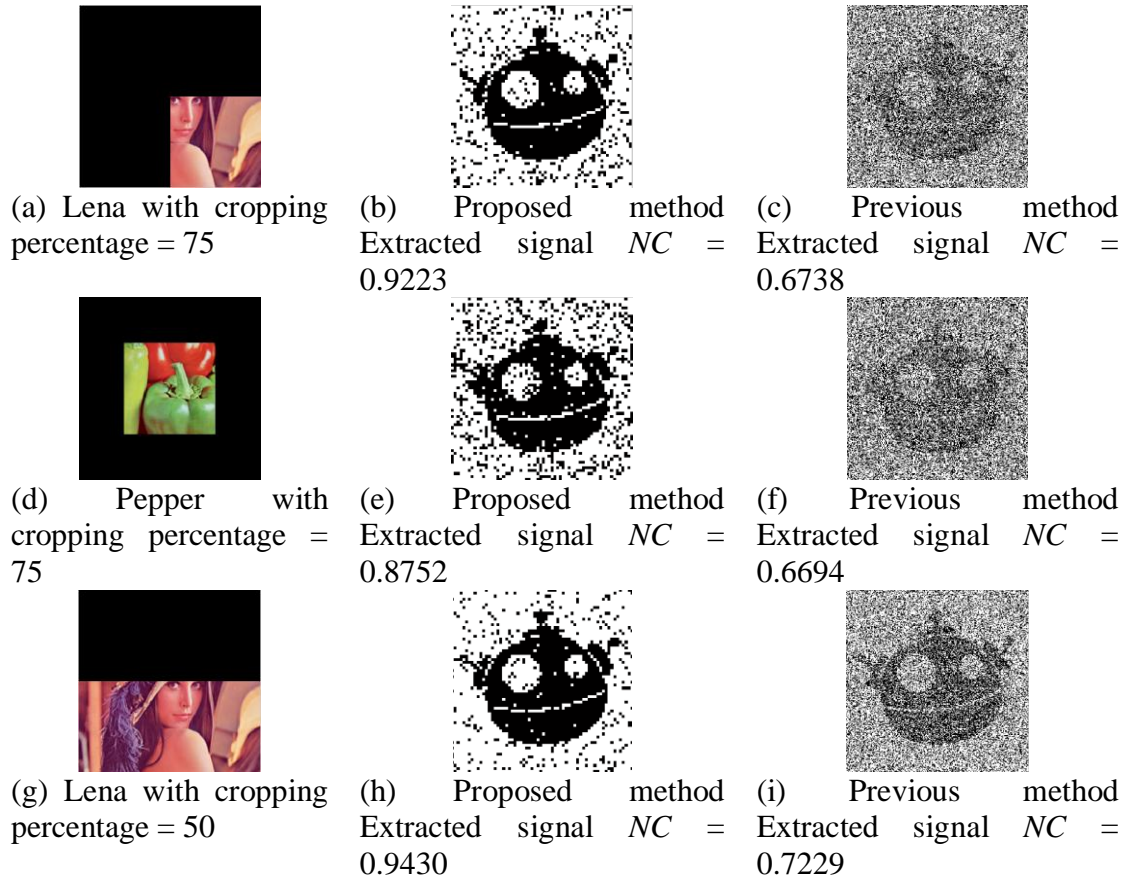 (a) Lena with cropping
percentage = 75
(b) Proposed method
Extracted signal NC =
0.9223
(c) Previous method
Extracted signal NC =
0.6738
(d) Pepper with
cropping percentage =
75
(e) Proposed method
Extracted signal NC =
0.8752
(f) Previous method
Extracted signal NC =
0.6694
(g) Lena with cropping
percentage = 50
(h) Proposed method
Extracted signal NC =
0.9430
(i) Previous method
Extracted signal NC =
0.7229